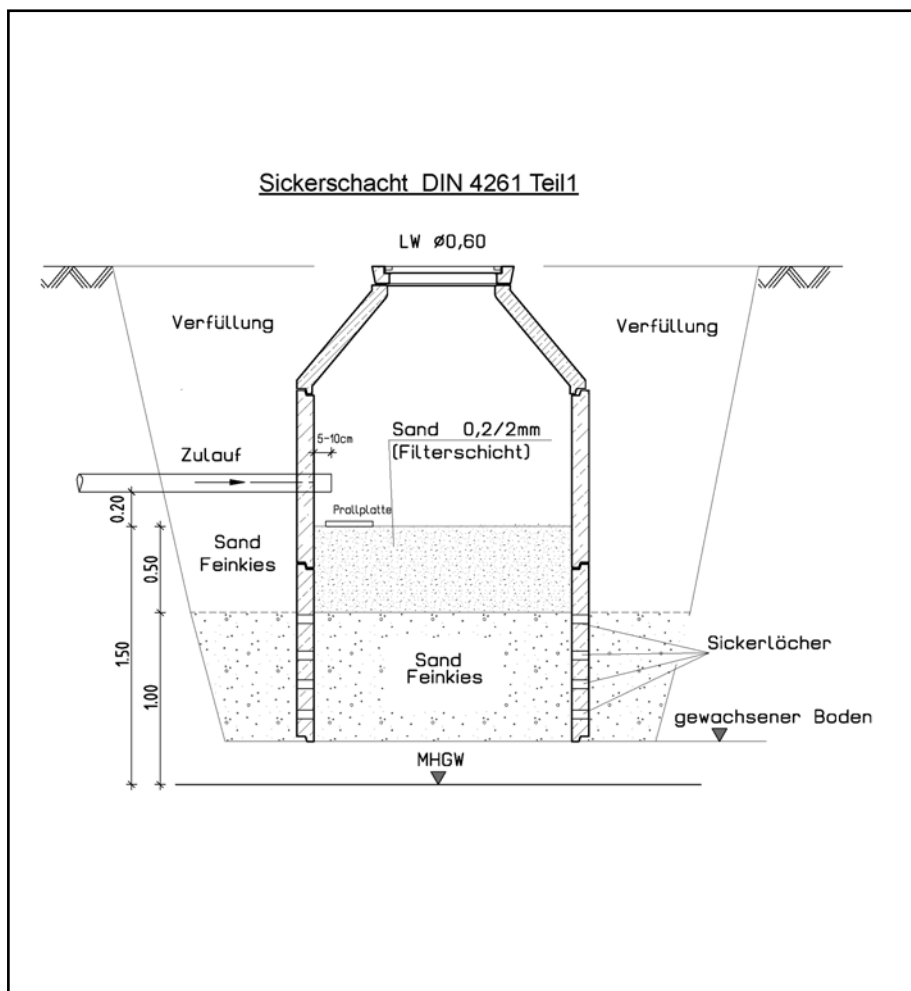 Sickerschacht DIN 4261 Teil1
LW ø0,60
Verfüllung
Verfüllung
Sand 0,2/2mm
(Filterschicht)
5-10cm
Zulauf
Prallplatte
0.20
0.50
1.50
1.00
Sand
Feinkies
Sand
Feinkies
Sickerlöcher
gewachsener Boden
MHGW